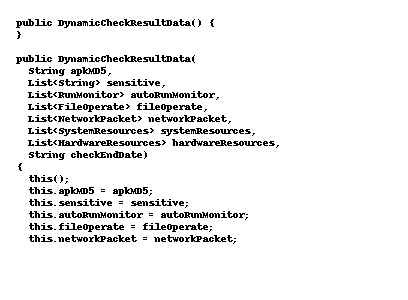 public DynamicCheckResultData() {
}
public DynamicCheckResultData(
String apkMD5,
List<String> sensitive,
List<RunMonitor> autoRunMonitor,
List<FileOperate> fileOperate,
List<NetworkPacket> networkPacket,
List<SystemResources> systemResources,
List<HardwareResources> hardwareResources,
String checkEndDate)
{
this();
this.apkMD5 = apkMD5;
this.sensitive = sensitive;
this.autoRunMonitor = autoRunMonitor;
this.fileOperate = fileOperate;
this.networkPacket = networkPacket;